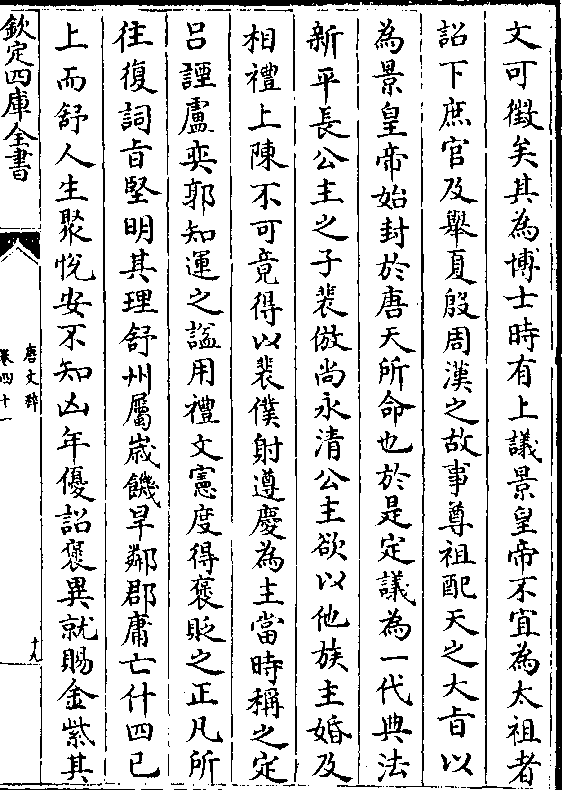 文可徵矣其為博士時有上議景皇帝不宜為太祖者
詔下庶官及舉夏殷周漢之故事尊祖配天之大旨以
為景皇帝始封於唐天所命也於是定議為一代典法
新平長公主之子裴倣尚永清公主欲以他族主婚及
相禮上陳不可竟得以裴僕射遵慶為主當時稱之定
吕諲盧奕郭知運之諡用禮文憲度得褒貶之正凡所
往復詞旨堅明其理舒州屬嵗饑旱鄰郡庸亡什四已
上而舒人生聚悅安不知凶年優詔褒異就賜金紫其
欽定四庫全書
唐文粹
卷四十一
十九